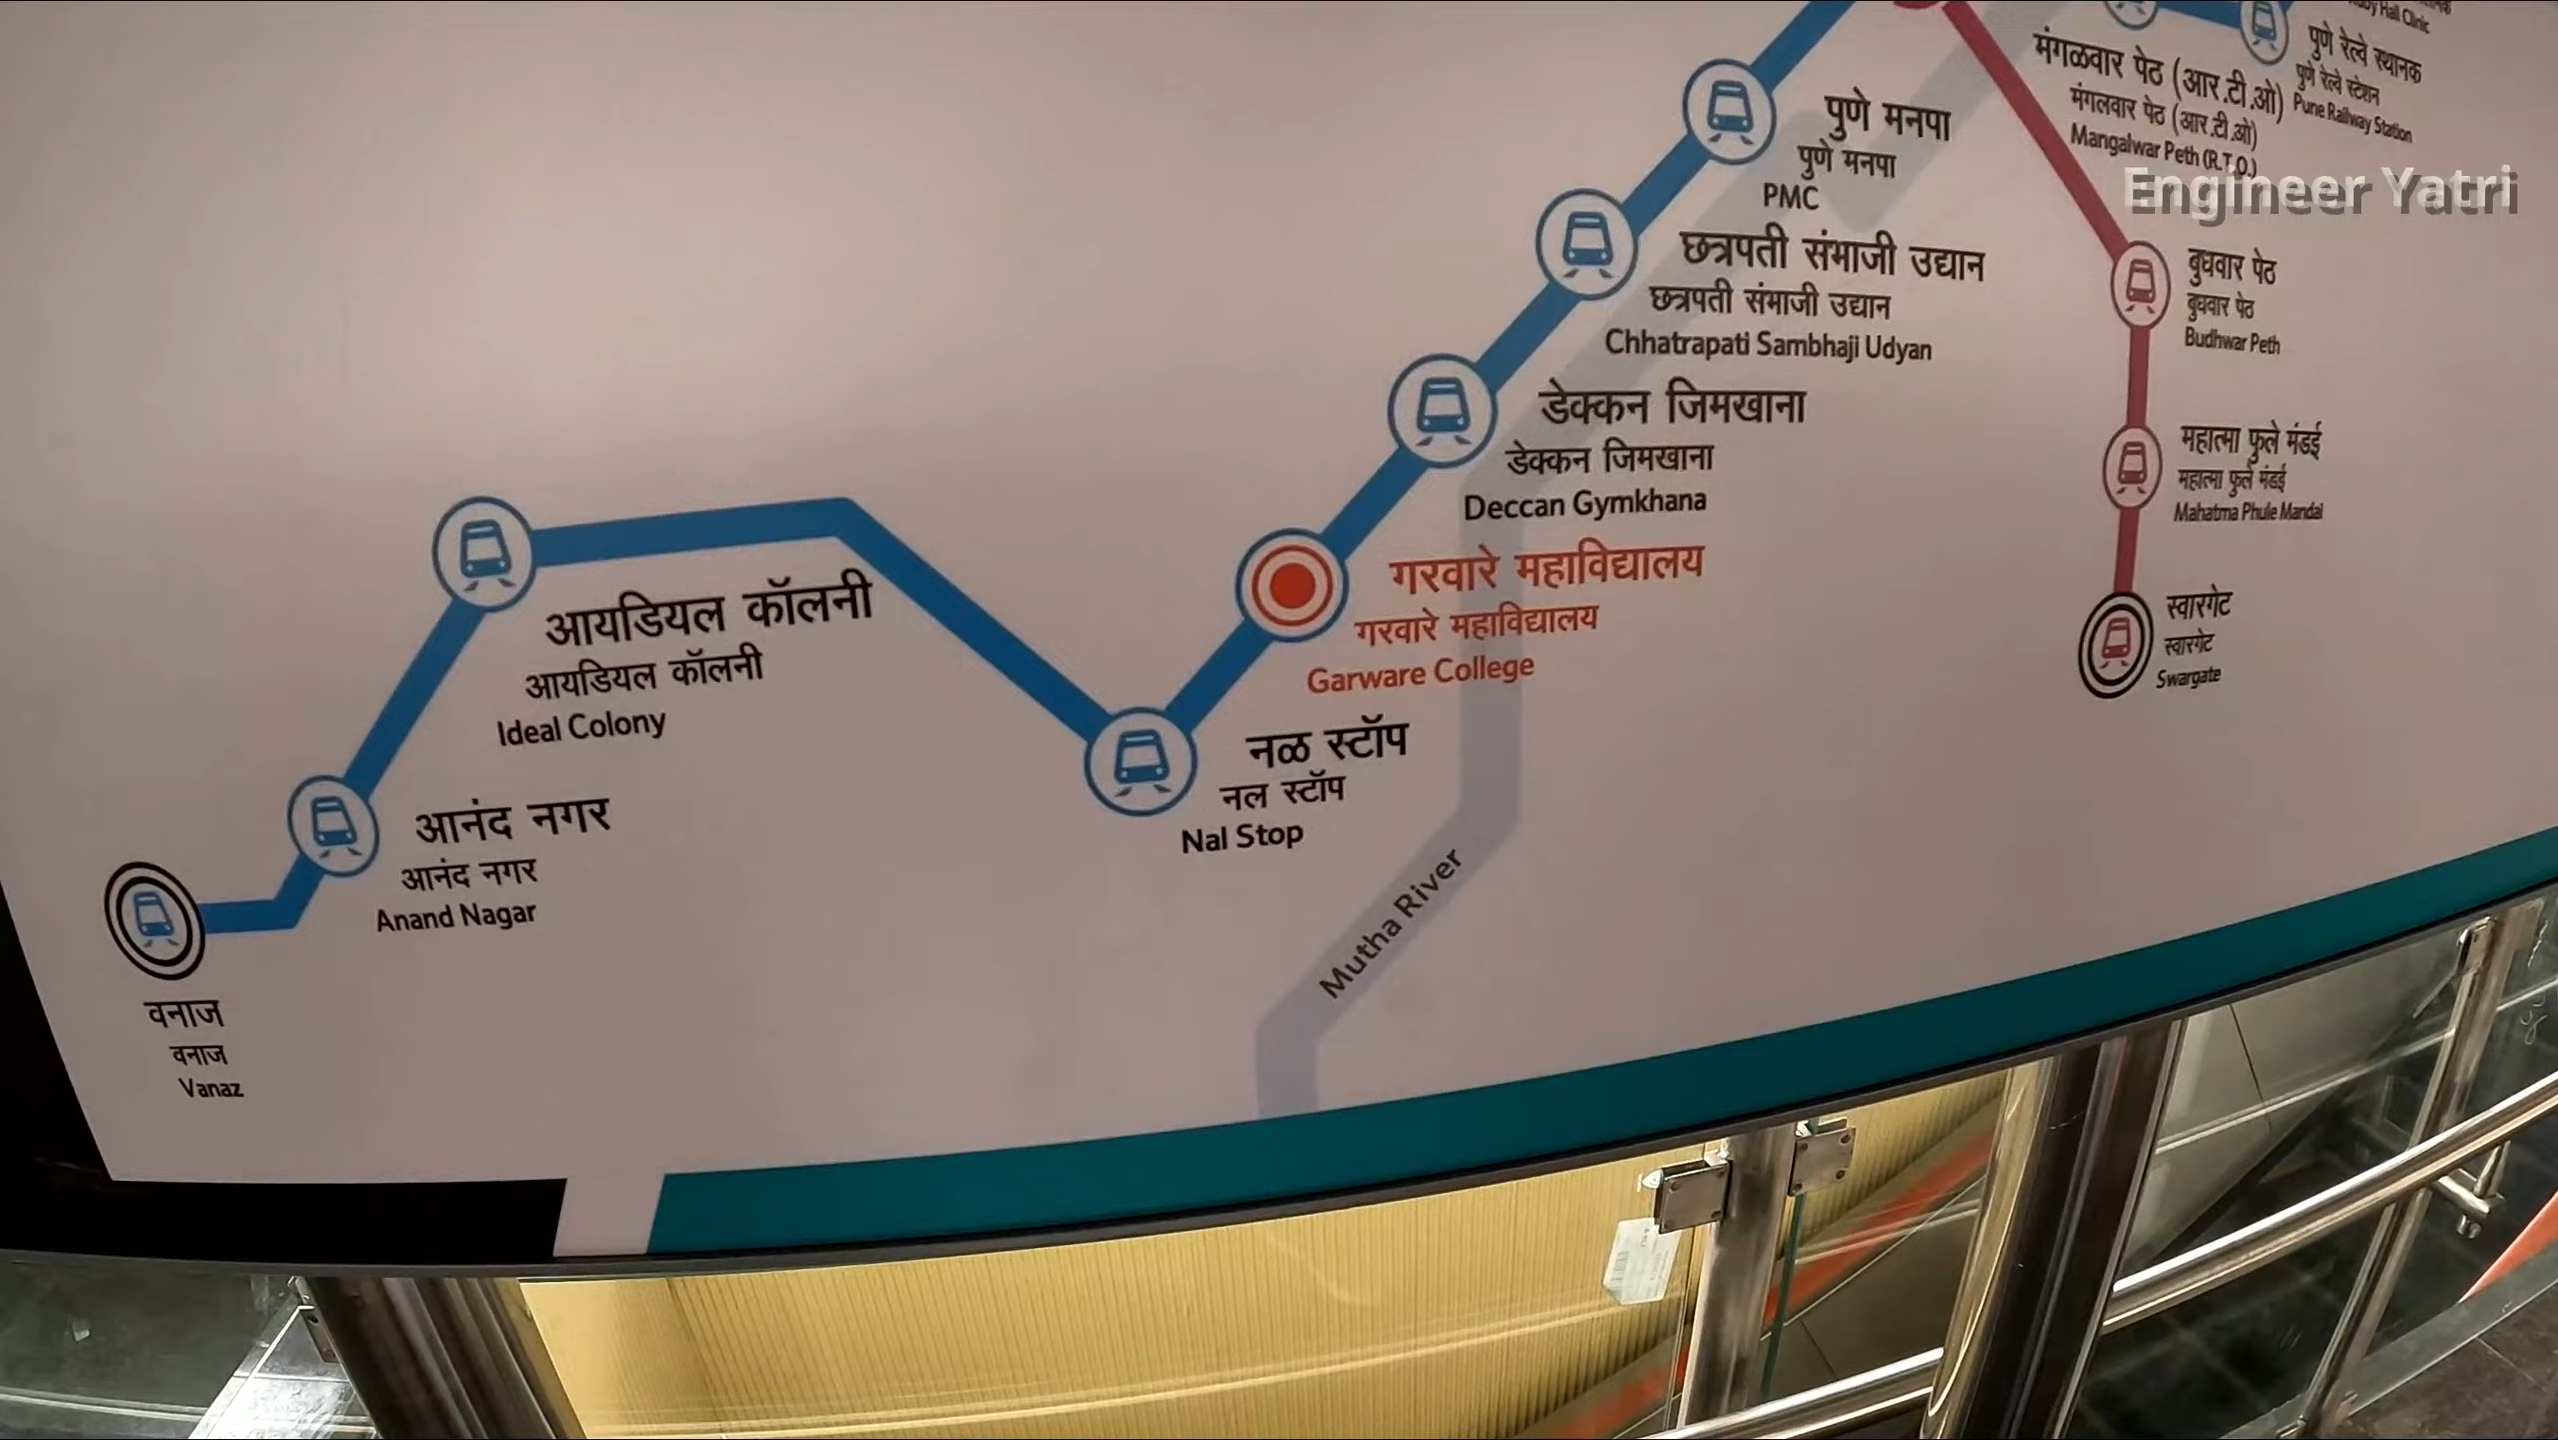 वनाज
वनाज
Vanaz
आनंद नगर
आनंद नगर
Anand Nagar
आयडियल कॉलनी
आयडियल कॉलनी
Ideal Colony
नळ स्टॉप
नल स्टॉप
Nal Stop
गरवारे महाविद्यालय
गरवारे महाविद्यालय
Garware College
डेक्कन जिमखाना
डेक्कन जिमखाना
Deccan Gymkhana
छत्रपती संभाजी उद्यान
छत्रपती संभाजी उद्यान
Chhatrapati Sambhaji Udyan
पुणे मनपा
पुणे मनपा
PMC
Mutha River
मंगळवार पेठ (आर.टी.ओ)
मंगलवार पेठ (आर.टी.ओ)
Mangalwar Peth (R.T.O.)
Hall Clinic
पुणे रेल्वे स्थानक
पुणे रेल्वे स्टेशन
Pune Railway Station
Engineer Yatri
बुधवार पेठ
बुधवार पेठ
Budhwar Peth
महात्मा फुले मंडई
महात्मा फुले मंडई
Mahatma Phule Mandai
स्वारगेट
स्वारगेट
Swargate